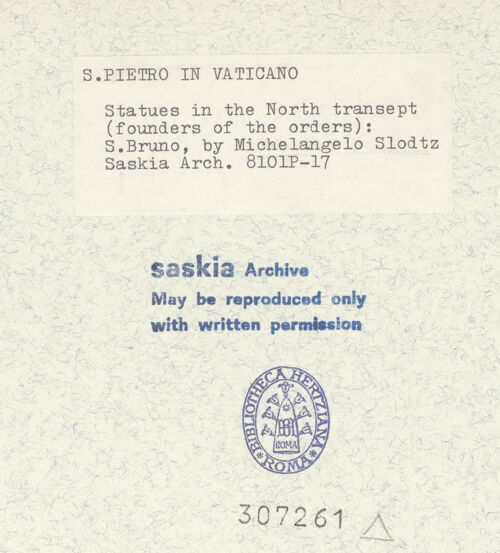 S.PIETRO IN VATICANO
Statues in the North transept
(founders of the orders):
S.Bruno, by Michelangelo Slodtz
Saskia Arch. 8101P-17
saskia Archive
May be reproduced only
with written permission
BIBLIOTHECA HERTZIANA
BH
ROMA
* ROMA *
307261